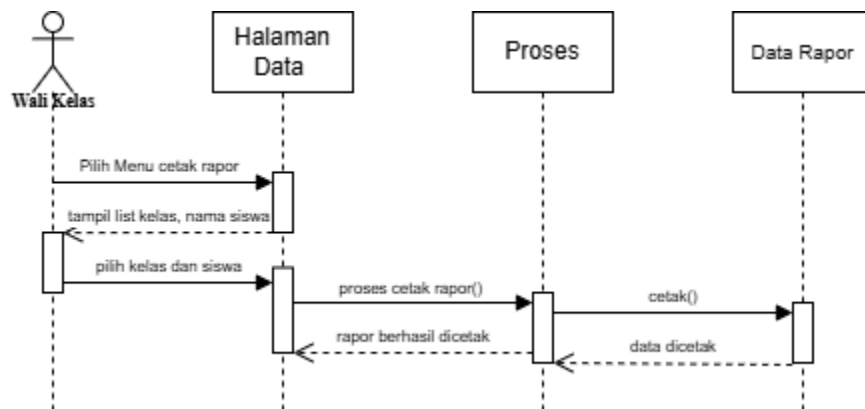 Halaman
Data
Proses
Data Rapor
Wali Kelas
Pilih Menu cetak rapor
tampil list kelas, nama siswa
pilih kelas dan siswa
proses cetak rapor()
cetak()
rapor berhasil dicetak
data dicetak